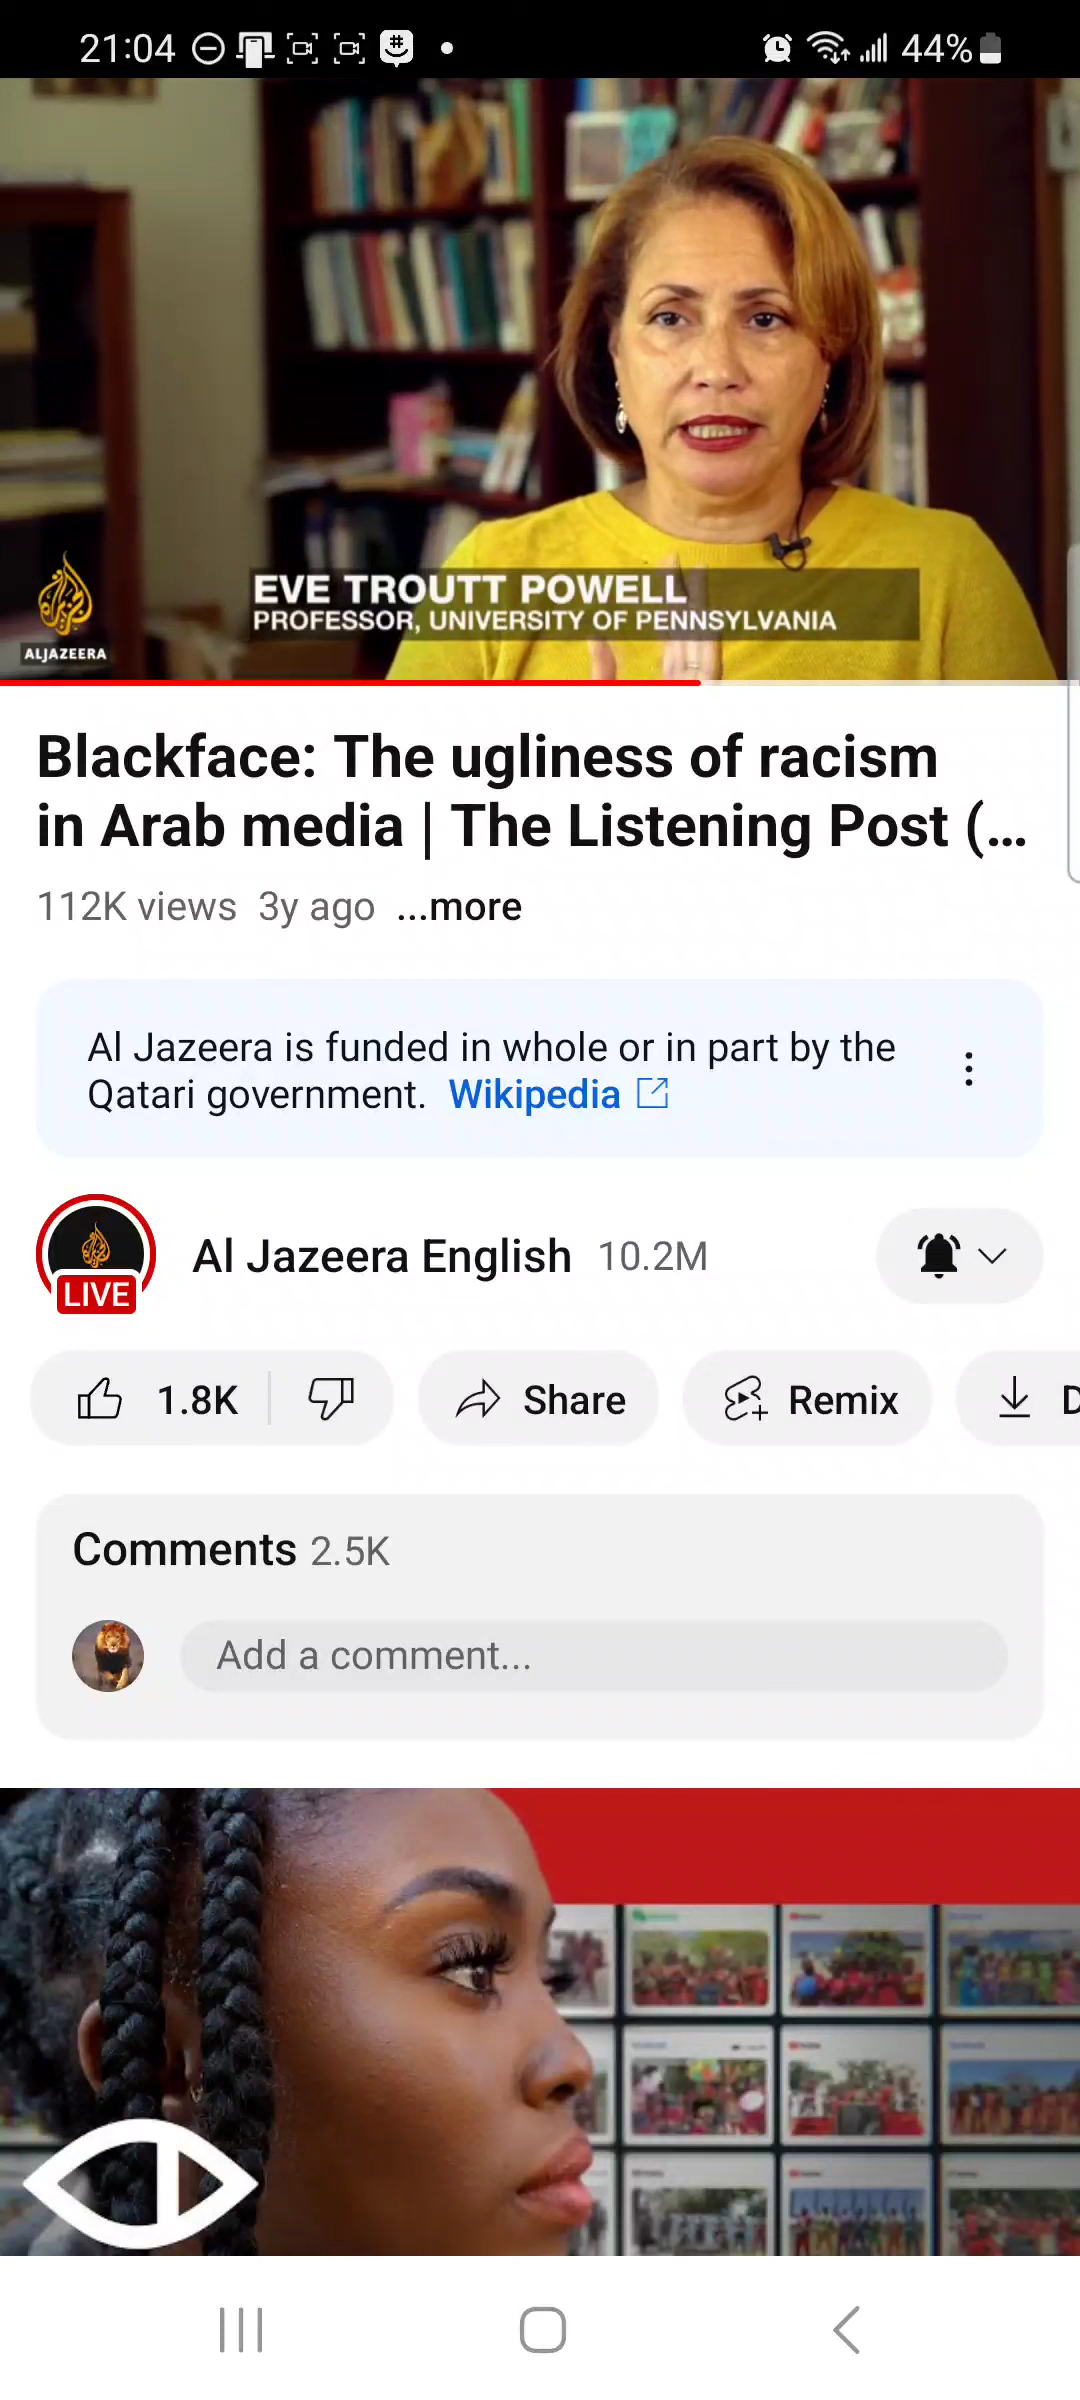 21:04
44%
EVE TROUTT POWELL
PROFESSOR, UNIVERSITY OF PENNSYLVANIA
ALJAZEERA
Blackface: The ugliness of racism
in Arab media | The Listening Post (...
112K views 3y ago ...more
Al Jazeera is funded in whole or in part by the
Qatari government. Wikipedia
LIVE
Al Jazeera English 10.2M
1.8K
Share
Remix
D
Comments 2.5K
Add a comment...